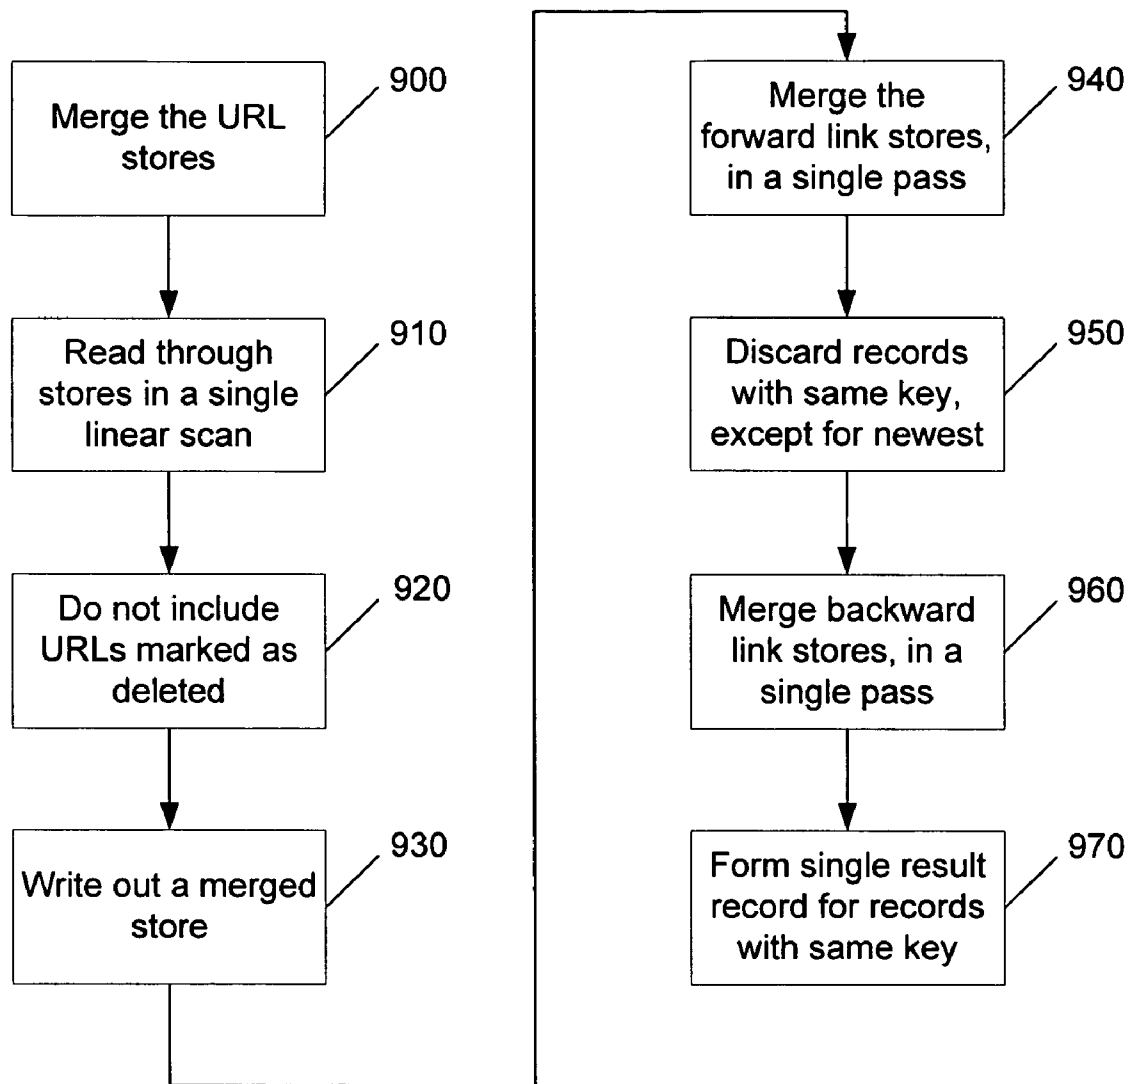 Merge the URL
stores
900
Read through
stores in a single
linear scan
910
Do not include
URLs marked as
deleted
920
Write out a merged
store
930
Merge the
forward link stores,
in a single pass
940
Discard records
with same key,
except for newest
950
Merge backward
link stores, in a
single pass
960
Form single result
record for records
with same key
970